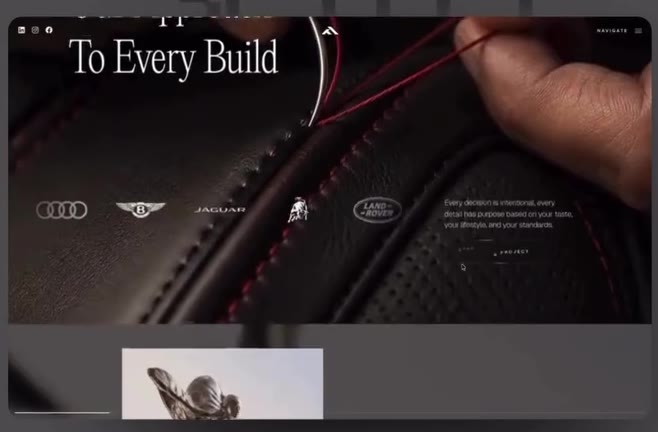 NAVIGATE
To Every Build
JAGUAR
LAND
ROVER
Every decision is intentional, every
detail has purpose based on your taste,
your lifestyle, and your standards.
PROJECT